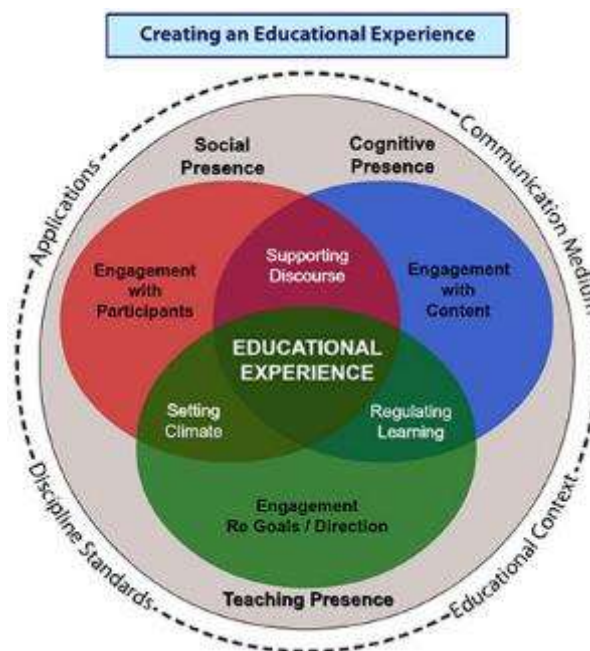 Creating an Educational Experience
Applications
Communication Medium
Social
Presence
Cognitive
Presence
Engagement
with
Participants
Supporting
Discourse
Engagement
with
Content
EDUCATIONAL
EXPERIENCE
Setting
Climate
Regulating
Learning
Engagement
Re Goals / Direction
Teaching Presence
Discipline Standards
Educational Context